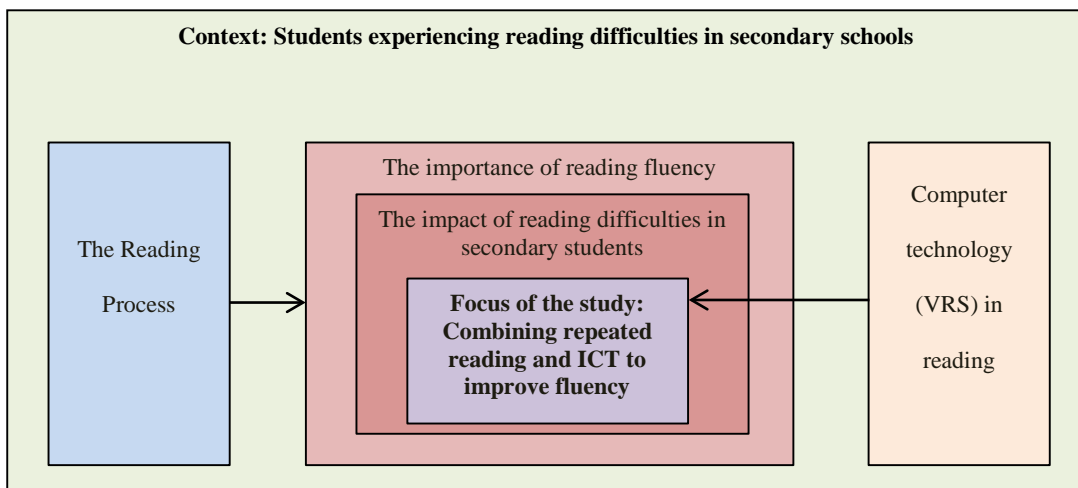 Context: Students experiencing reading difficulties in secondary schools
The Reading
Process
The importance of reading fluency
The impact of reading difficulties in
secondary students
Focus of the study:
Combining repeated
reading and ICT to
improve fluency
Computer
technology
(VRS) in
reading